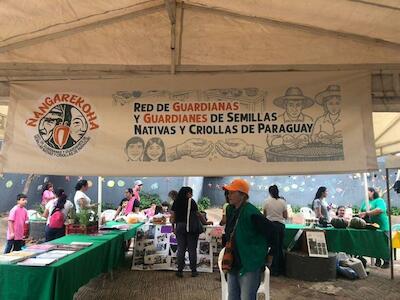 ÑANGAREKOHA
RED DE GUARDIANAS
Y GUARDIANES DE SEMILLAS
NATIVAS Y CRIOLLAS DE PARAGUAY